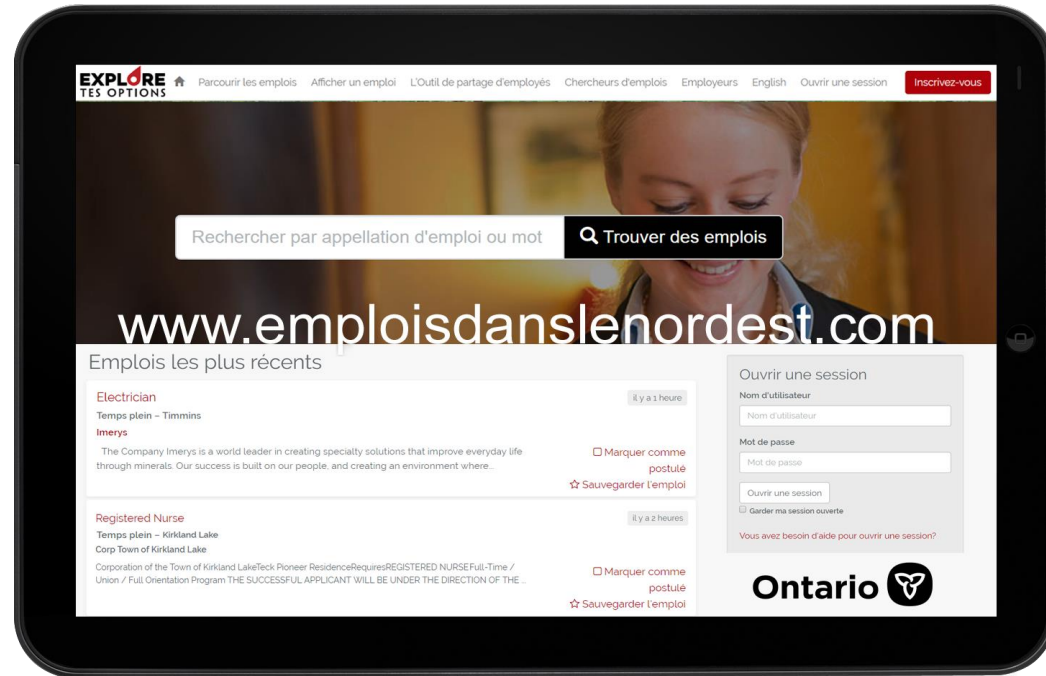 EXPLORE
TES OPTIONS
Parcourir les emplois Afficher un emploi L'Outil de partage d'employés Chercheurs d'emplois Employeurs English Ouvrir une session Inscrivez-vous
Rechercher par appellation d'emploi ou mot
Trouver des emplois
www.emploisdanslenordest.com
Emplois les plus récents
Electrician
il y a 1 heure
Temps plein – Timmins
Imerys
The Company Imerys is a world leader in creating specialty solutions that improve everyday life
through minerals. Our success is built on our people, and creating an environment where...
Marquer comme
postulé
Sauvegarder l'emploi
Registered Nurse
il y a 2 heures
Temps plein – Kirkland Lake
Corp Town of Kirkland Lake
Corporation of the Town of Kirkland LakeTeck Pioneer ResidenceRequiresREGISTERED NURSEFull-Time /
Union / Full Orientation Program THE SUCCESSFUL APPLICANT WILL BE UNDER THE DIRECTION OF THE ...
Marquer comme
postulé
Sauvegarder l'emploi
Ouvrir une session
Nom d'utilisateur
Nom d'utilisateur
Mot de passe
Mot de passe
Ouvrir une session
Garder ma session ouverte
Vous avez besoin d'aide pour ouvrir une session?
Ontario